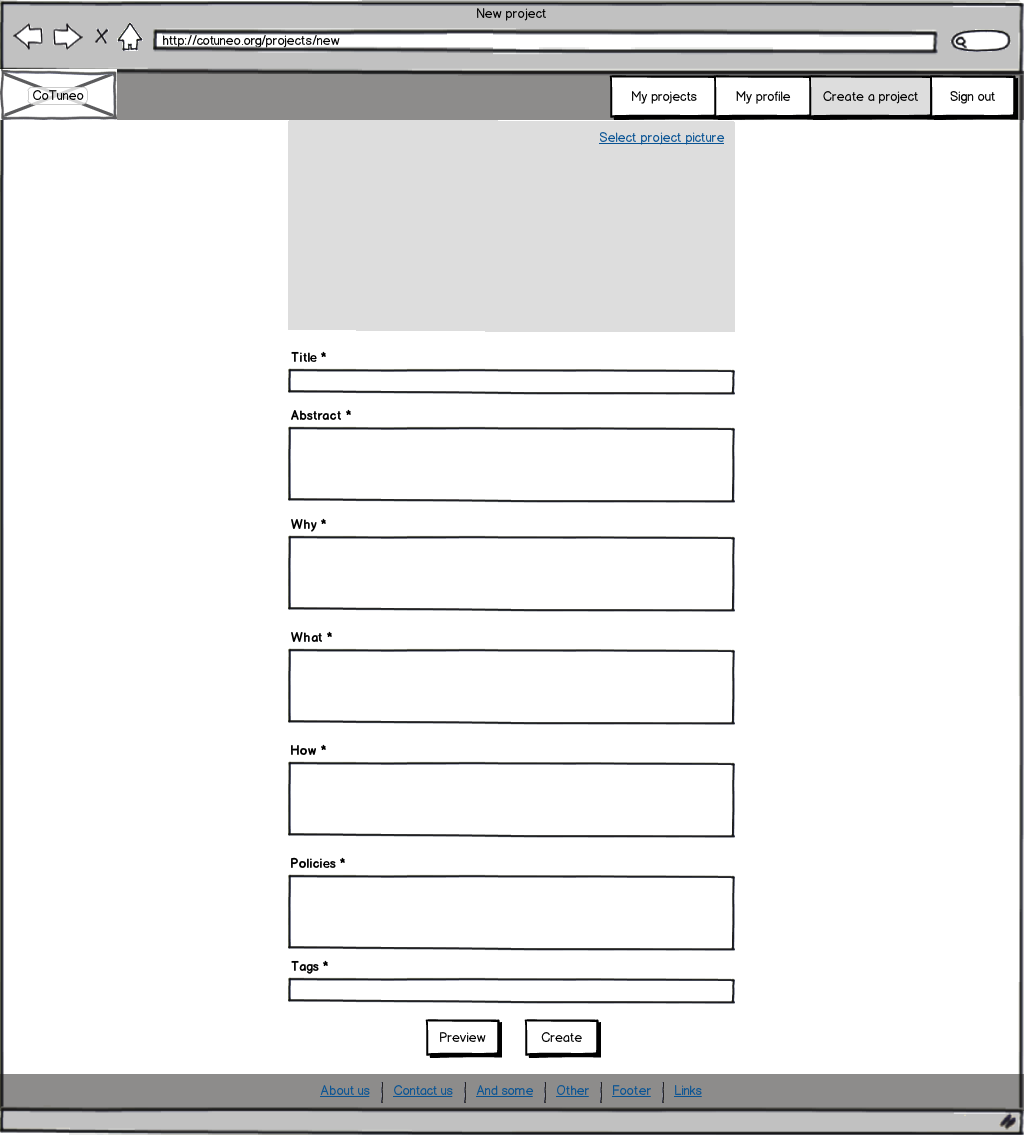 New project
http://cotuneo.org/projects/new
CoTuneo
My projects My profile Create a project Sign out
Select project picture
Title *
Abstract *
Why *
What *
How *
Policies *
Tags *
Preview Create
About us Contact us And some Other Footer Links